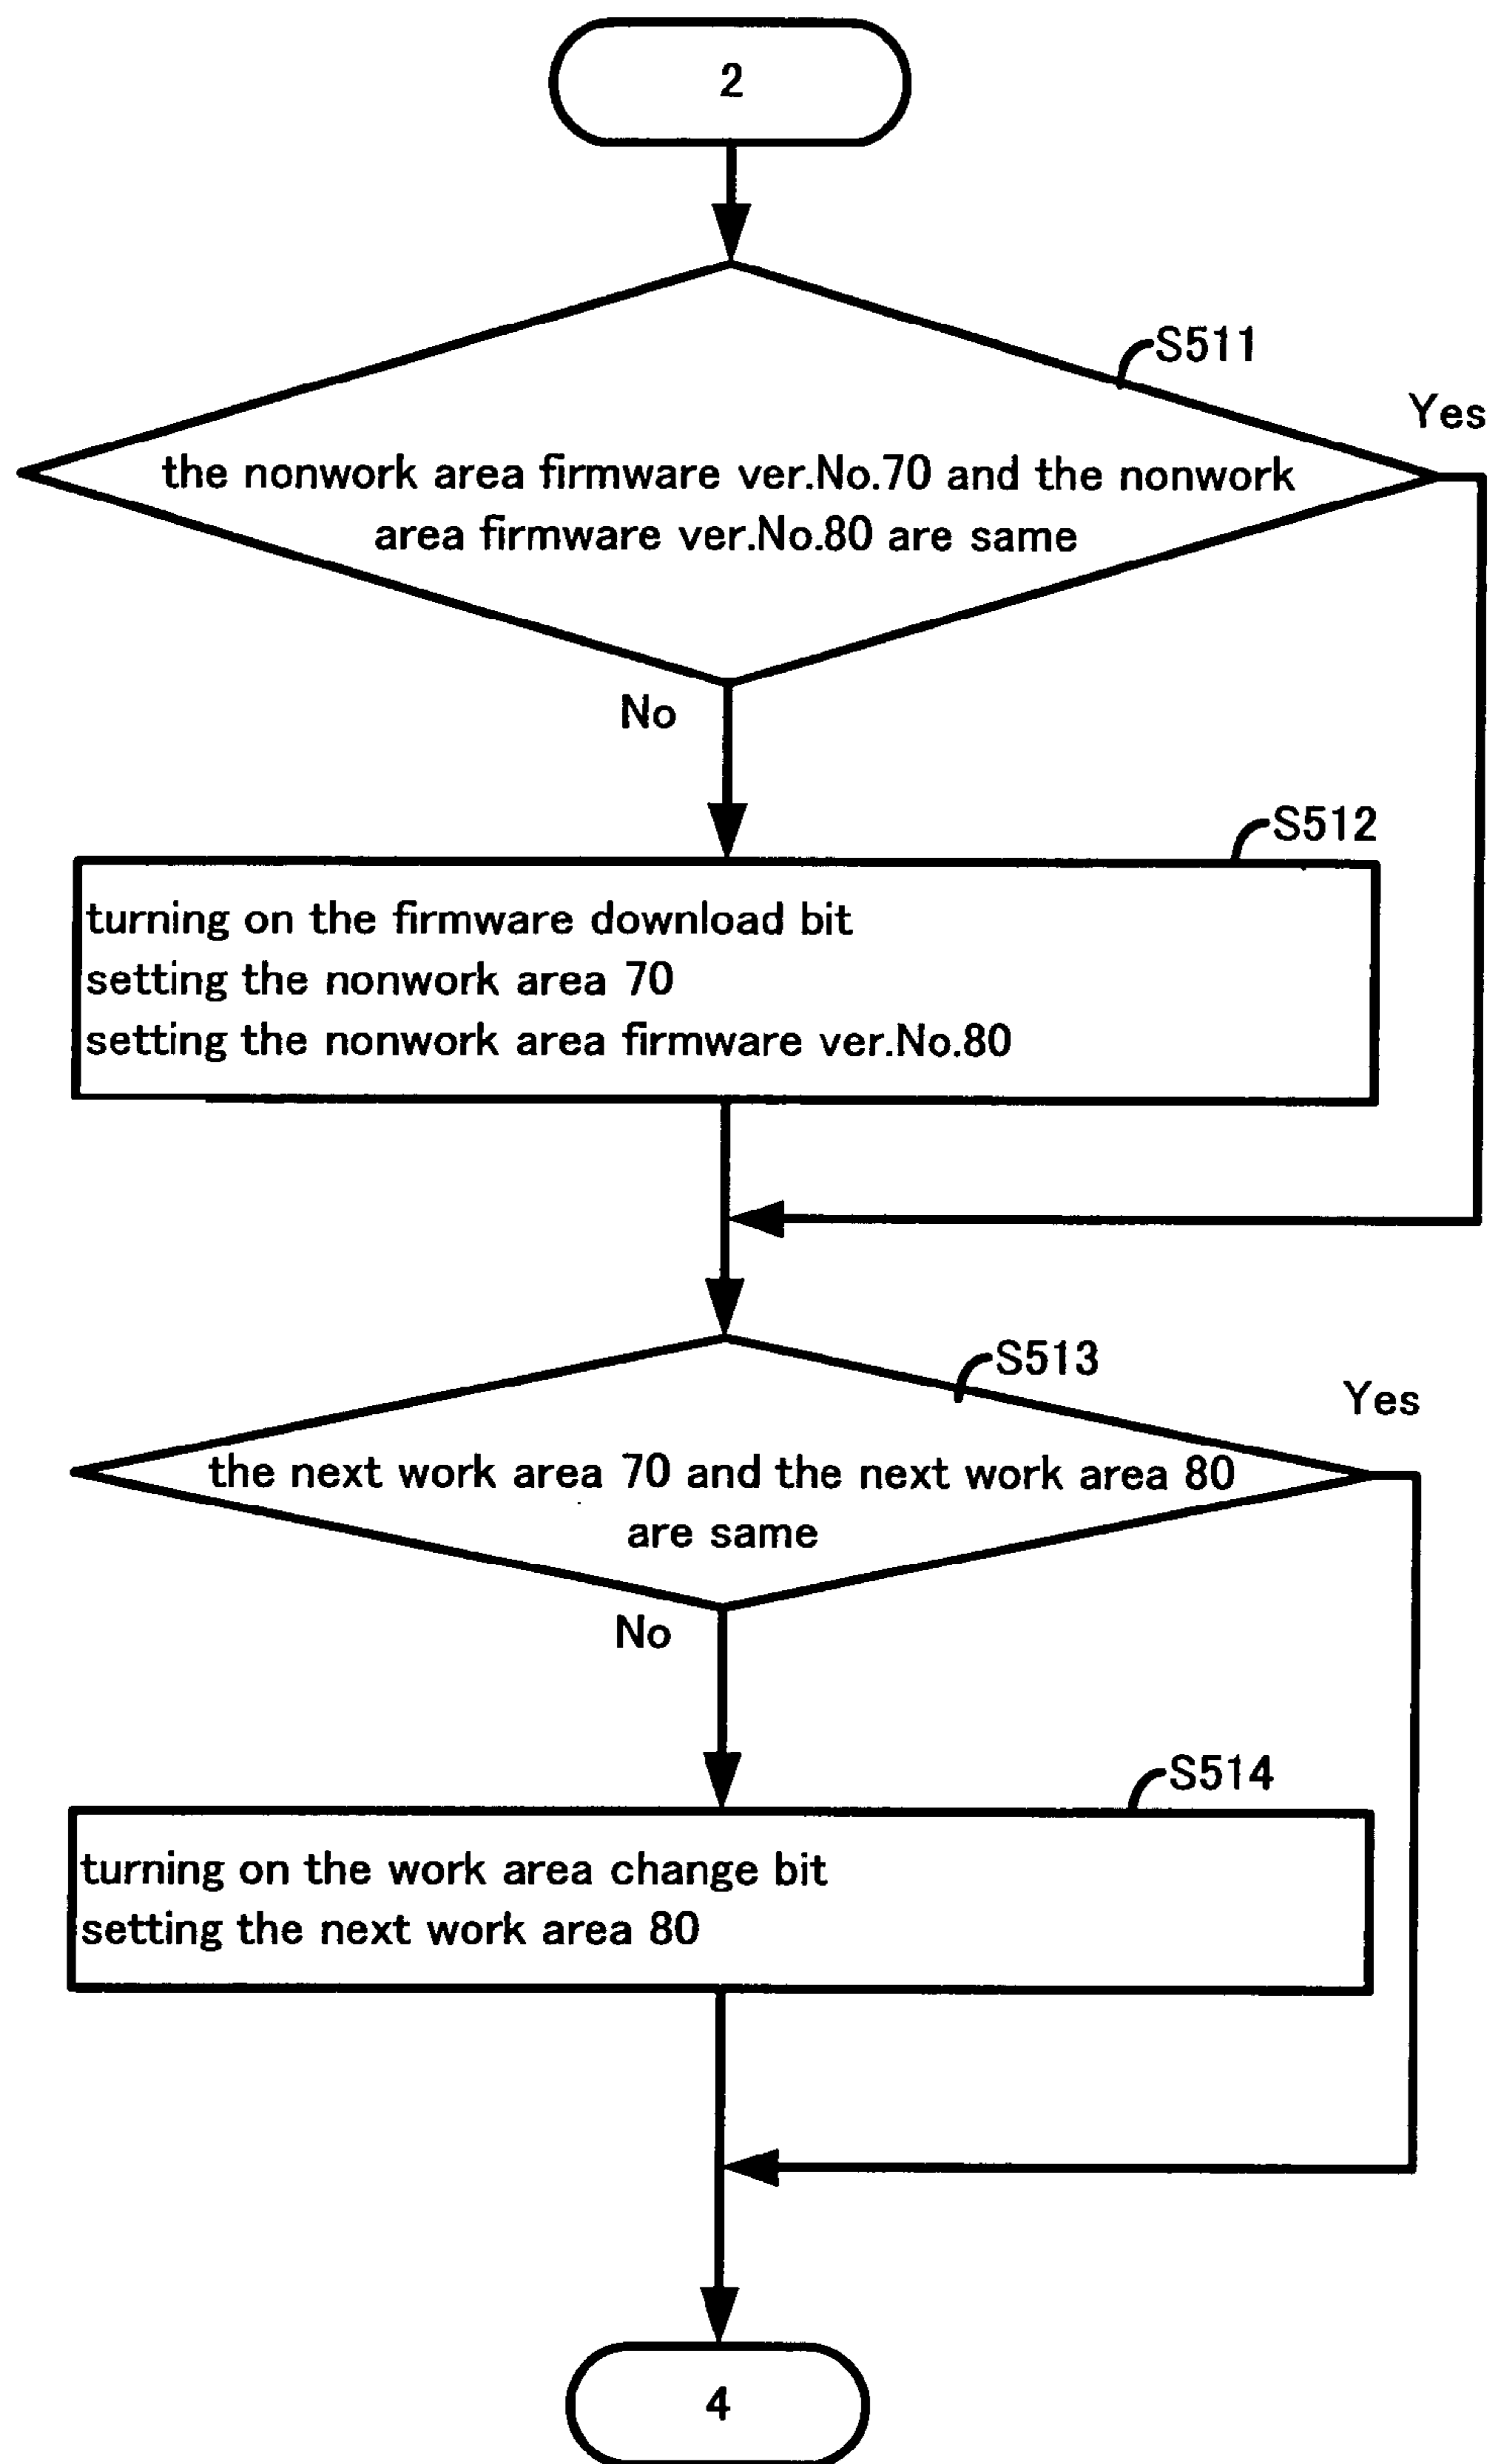 2
S511
Yes
the nonwork area firmware ver.No.70 and the nonwork
area firmware ver.No.80 are same
No
S512
turning on the firmware download bit
setting the nonwork area 70
setting the nonwork area firmware ver.No.80
S513
Yes
the next work area 70 and the next work area 80
are same
No
S514
turning on the work area change bit
setting the next work area 80
4